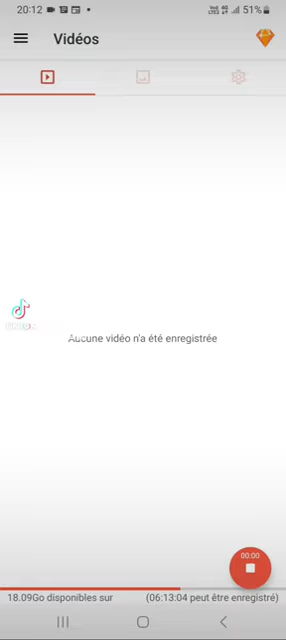 20:12
51%
Vidéos
Aucune vidéo n'a été enregistrée
00:00
18.09Go disponibles sur
(06:13:04 peut être enregistré)